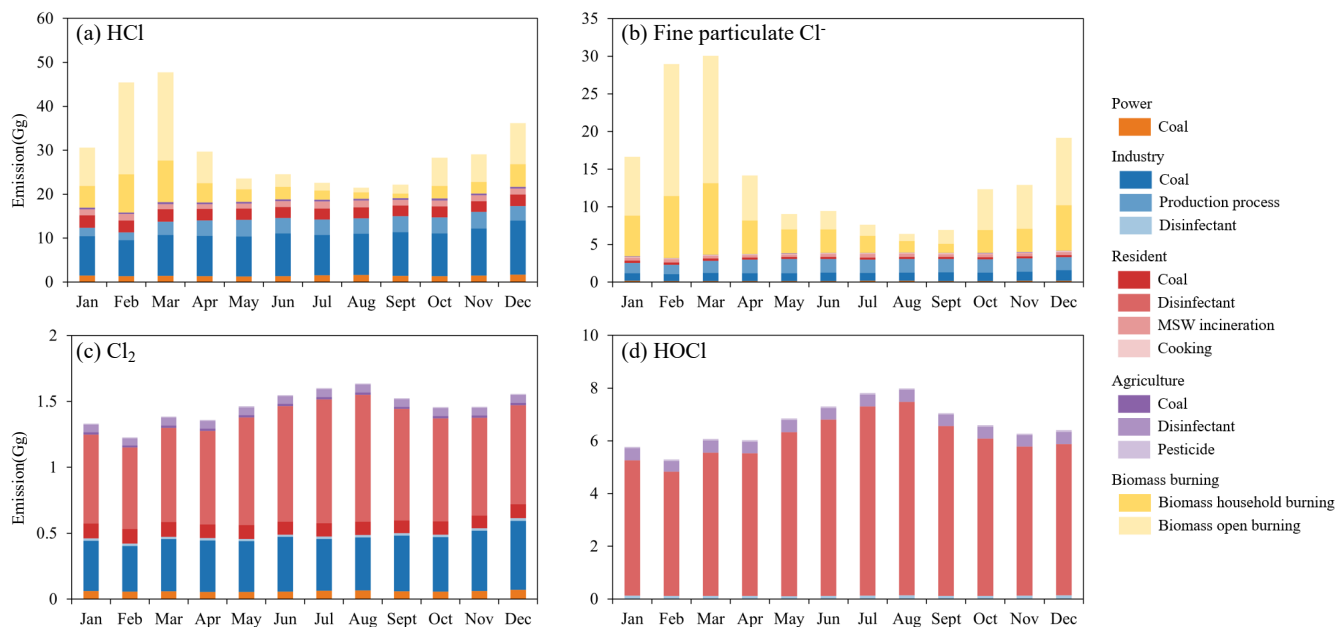 (a) HCl
Emission(Gg)
60
50
40
30
20
10
0
Jan Feb Mar Apr May Jun Jul Aug Sept Oct Nov Dec
(b) Fine particulate Cl⁻
35
30
25
20
15
10
5
0
Jan Feb Mar Apr May Jun Jul Aug Sept Oct Nov Dec
(c) Cl₂
Emission(Gg)
2
1.5
1
0.5
0
Jan Feb Mar Apr May Jun Jul Aug Sept Oct Nov Dec
(d) HOCl
10
8
6
4
2
0
Jan Feb Mar Apr May Jun Jul Aug Sept Oct Nov Dec
Power
Coal
Industry
Coal
Production process
Disinfectant
Resident
Coal
Disinfectant
MSW incineration
Cooking
Agriculture
Coal
Disinfectant
Pesticide
Biomass burning
Biomass household burning
Biomass open burning